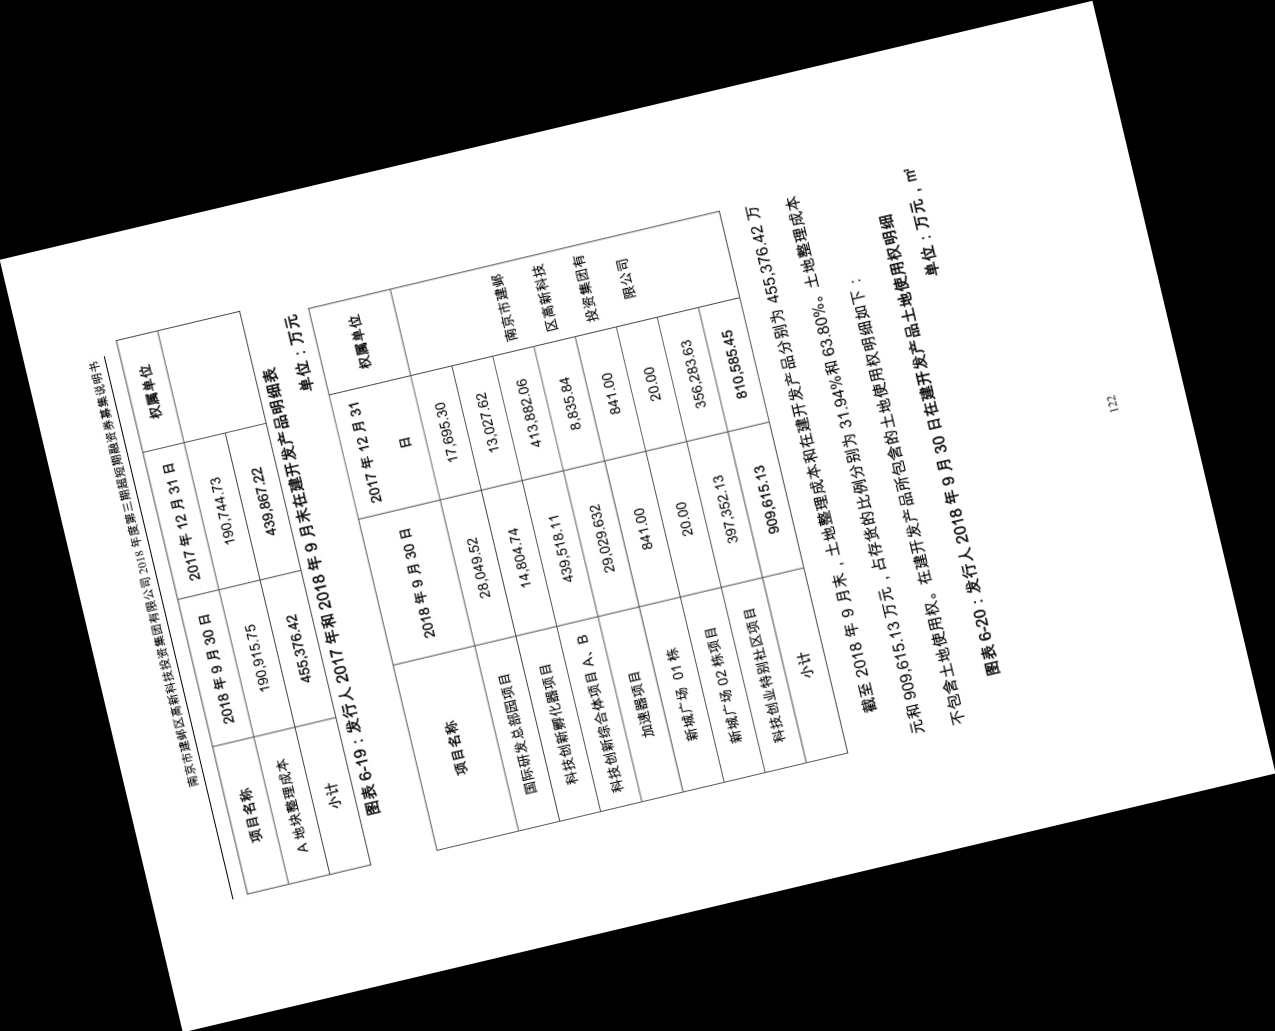 南京市建邺区高新科技投资集团有限公司 2018 年度第三期超短期融资券募集说明书
项目名称 2018 年 9 月 30 日 2017 年 12 月 31 日 权属单位
A 地块整理成本 190,915.75 190,744.73
小计 455,376.42 439,867.22
图表 6-19：发行人 2017 年和 2018 年 9 月末在建开发产品明细表
单位：万元
项目名称 2018 年 9 月 30 日 2017 年 12 月 31 权属单位
日
国际研发总部园项目 28,049.52 17,695.30
科技创新孵化器项目 14,804.74 13,027.62 南京市建邺
科技创新综合体项目 A、B 439,518.11 413,882.06 区高新科技
加速器项目 29,029.632 8,835.84 投资集团有
新城广场 01 栋 841.00 841.00 限公司
新城广场 02 栋项目 20.00 20.00
科技创业特别社区项目 397,352.13 356,283.63
小计 909,615.13 810,585.45
截至 2018 年 9 月末，土地整理成本和在建开发产品分别为 455,376.42 万
元和 909,615.13 万元，占存货的比例分别为 31.94%和 63.80%。土地整理成本
不包含土地使用权。在建开发产品所包含的土地使用权明细如下：
图表 6-20：发行人 2018 年 9 月 30 日在建开发产品土地使用权明细
单位：万元，㎡
122